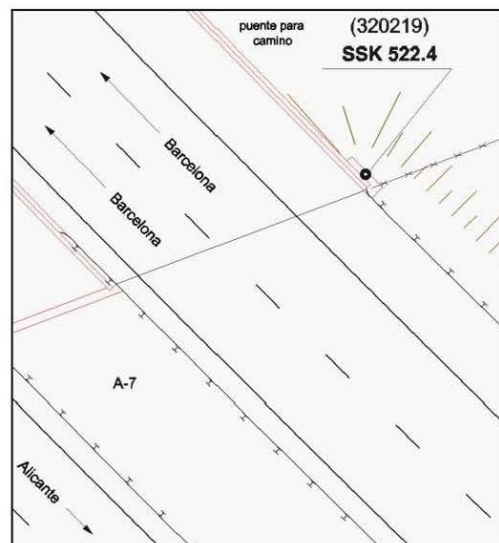 puente para
camino
(320219)
SSK 522.4
Barcelona
Barcelona
A-7
Alicante